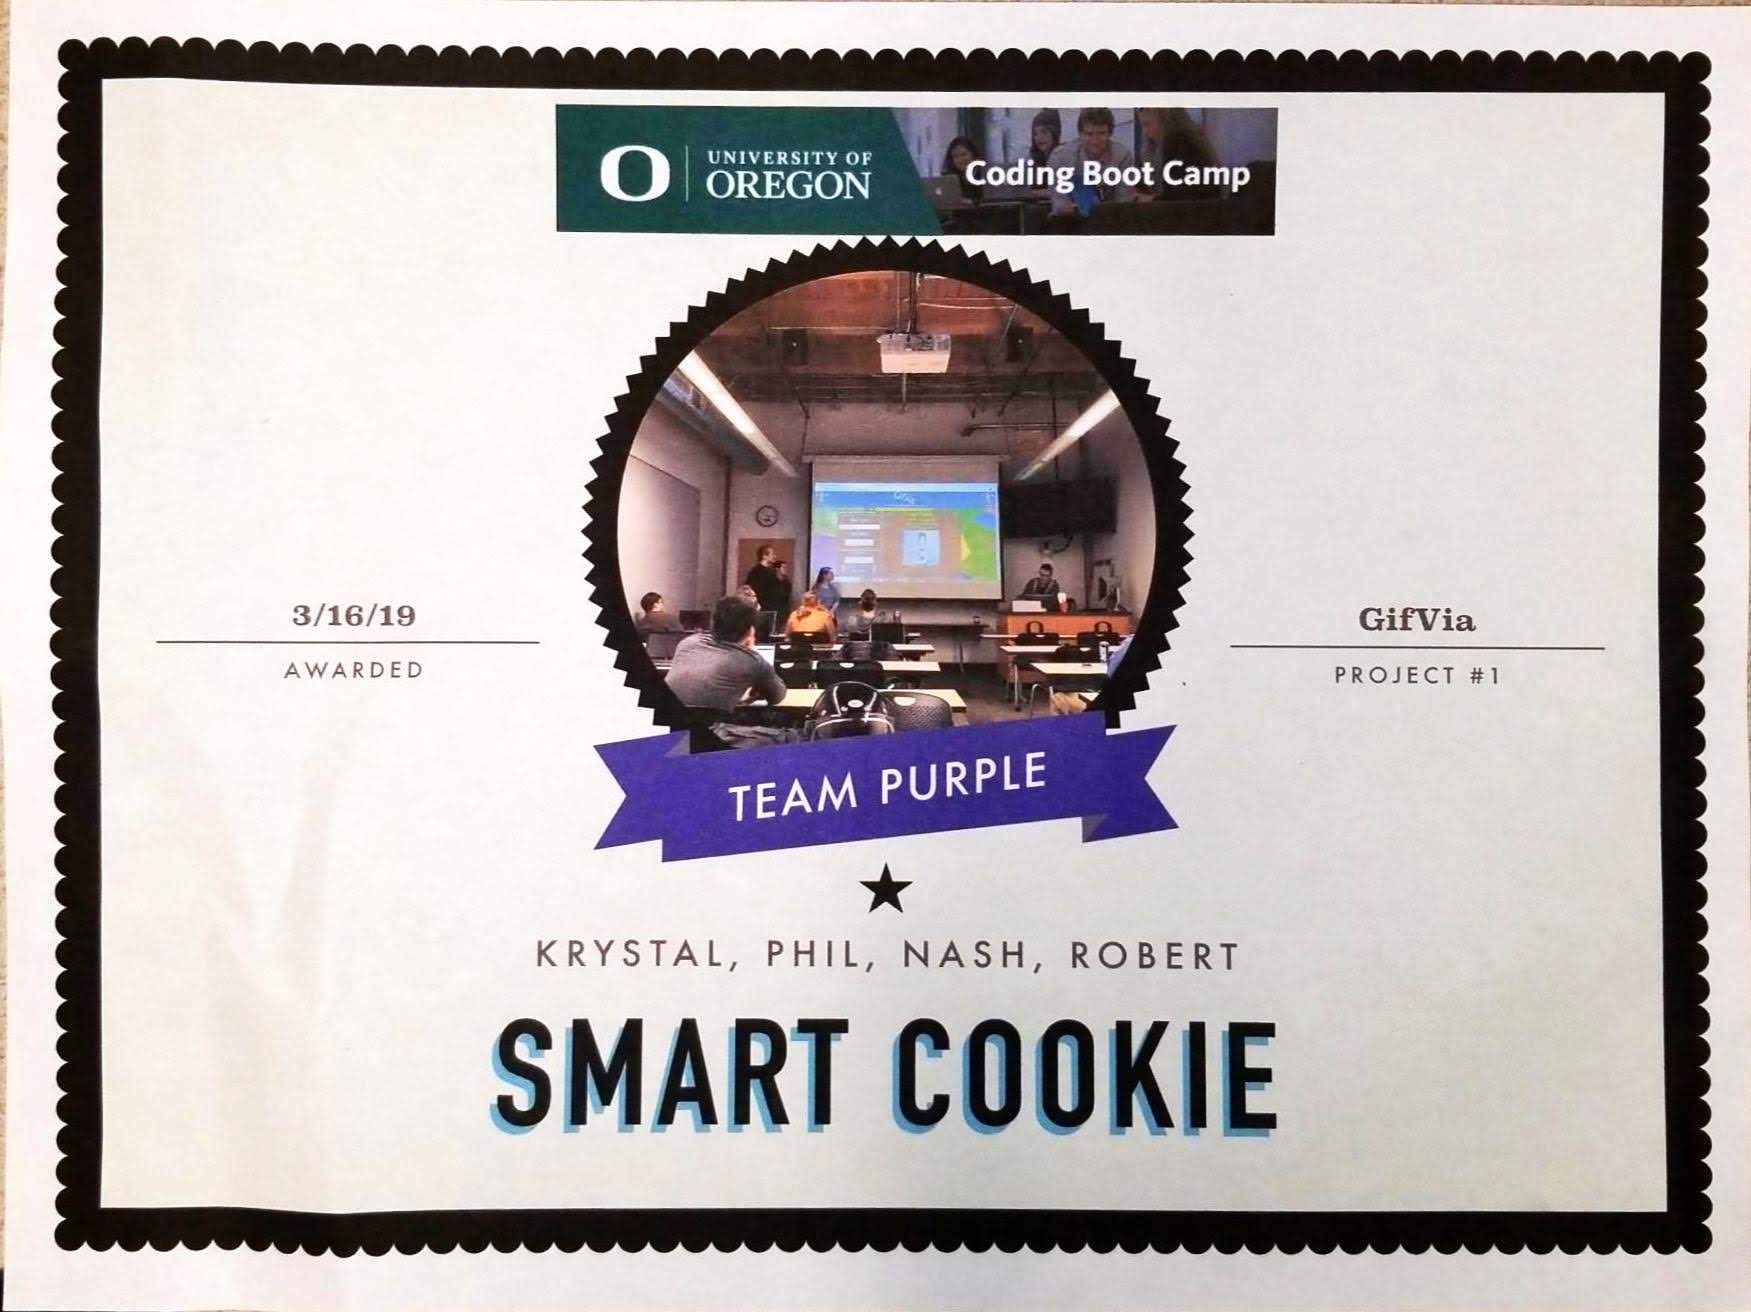 UNIVERSITY OF
OREGON
Coding Boot Camp
3/16/19
AWARDED
GifVia
PROJECT #1
TEAM PURPLE
KRYSTAL, PHIL, NASH, ROBERT
SMART COOKIE